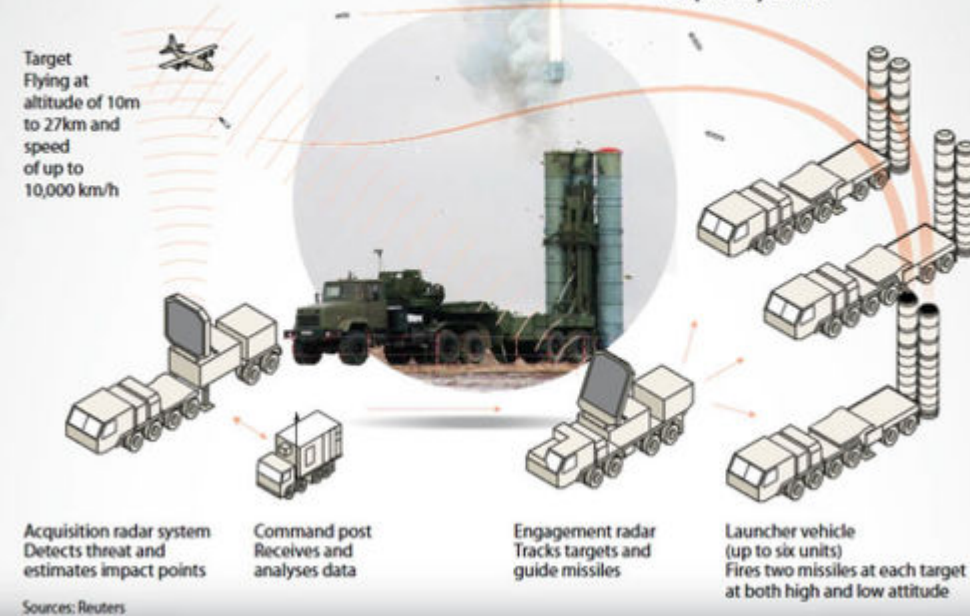 Target
Flying at
altitude of 10m
to 27km and
speed
of up to
10,000 km/h
Acquisition radar system
Detects threat and
estimates impact points
Command post
Receives and
analyses data
Engagement radar
Tracks targets and
guide missiles
Launcher vehicle
(up to six units)
Fires two missiles at each target
at both high and low attitude
Sources: Reuters